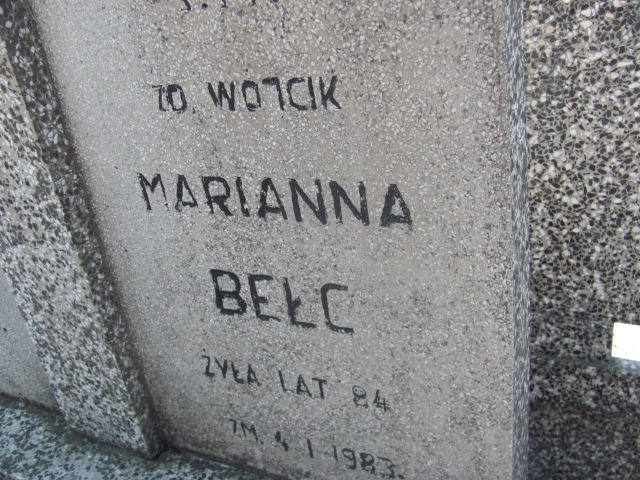 ZD. WÓJCIK
MARIANNA
BEŁC
ŻYŁA LAT 84
ZM. 4 I 1983.